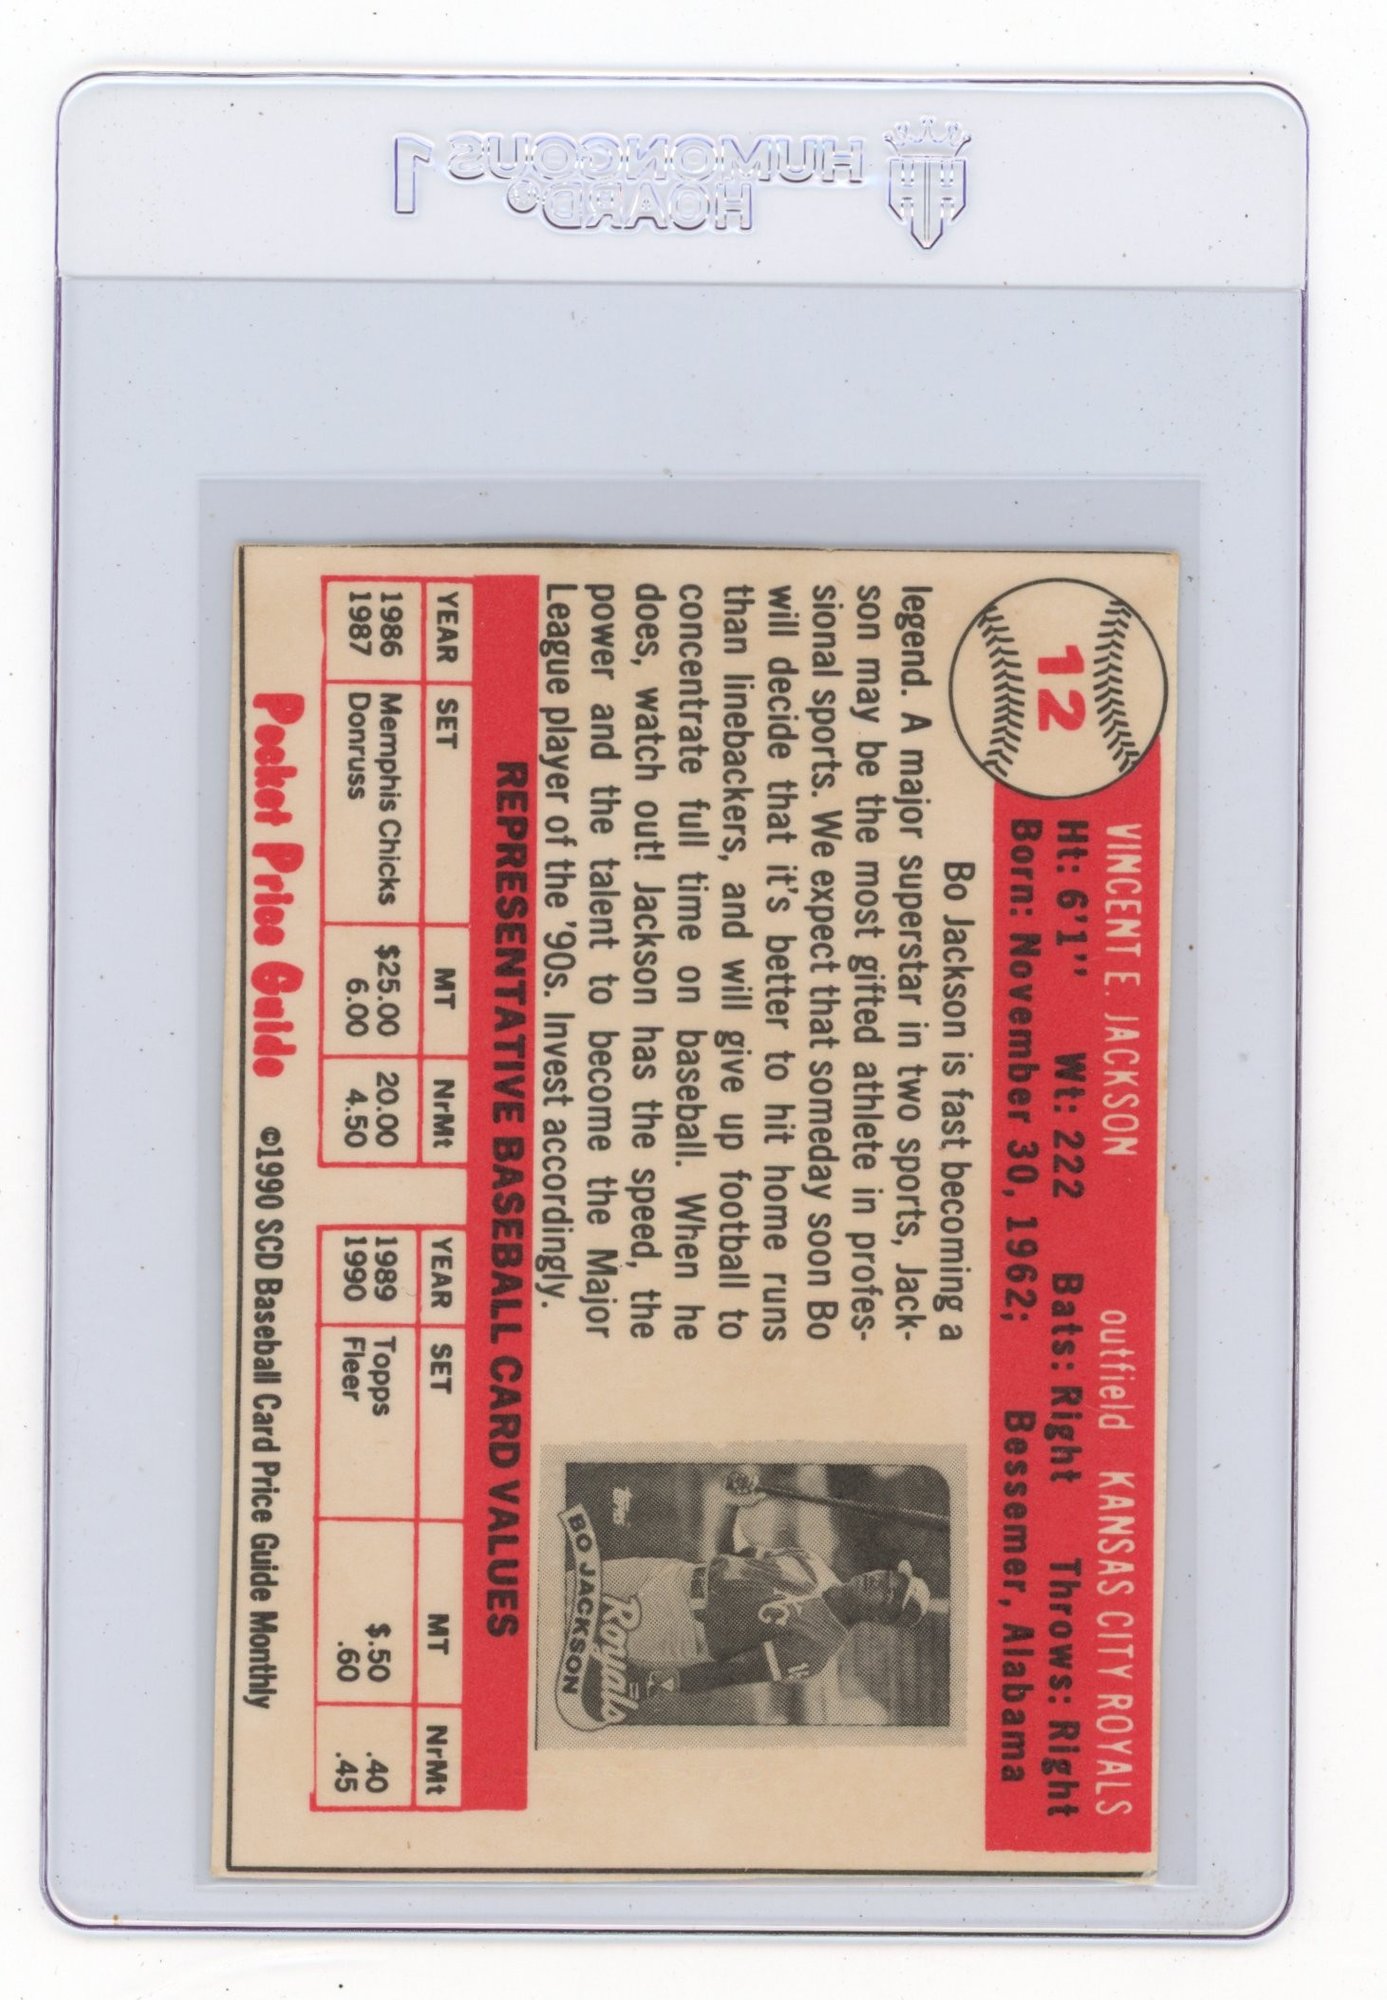 HUMONGOUS
HOARD®
1
12
VINCENT E. JACKSON outfield KANSAS CITY ROYALS
Ht: 6'1" Wt: 222 Bats: Right Throws: Right
Born: November 30, 1962; Bessemer, Alabama
Bo Jackson is fast becoming a
legend. A major superstar in two sports, Jack-
son may be the most gifted athlete in profes-
sional sports. We expect that someday soon Bo
will decide that it's better to hit home runs
than linebackers, and will give up football to
concentrate full time on baseball. When he
does, watch out! Jackson has the speed, the
power and the talent to become the Major
League player of the '90s. Invest accordingly.
Topps
Royals
BO JACKSON
REPRESENTATIVE BASEBALL CARD VALUES
YEAR SET MT NrMt YEAR SET MT NrMt
1986 Memphis Chicks $25.00 20.00 1989 Topps $.50 .40
1987 Donruss 6.00 4.50 1990 Fleer .60 .45
Pocket Price Guide ©1990 SCD Baseball Card Price Guide Monthly